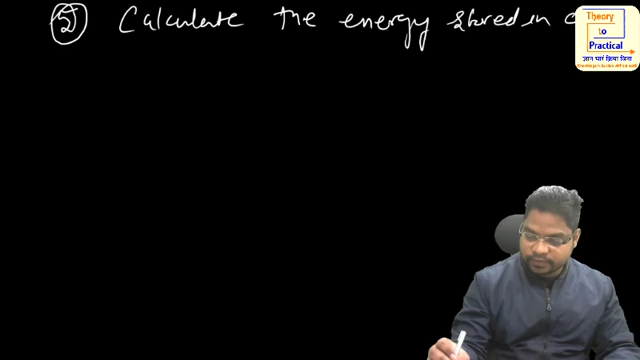 5 Calculate the energy stored in
Theory
to
Practical
ज्ञान भारं क्रिया विना